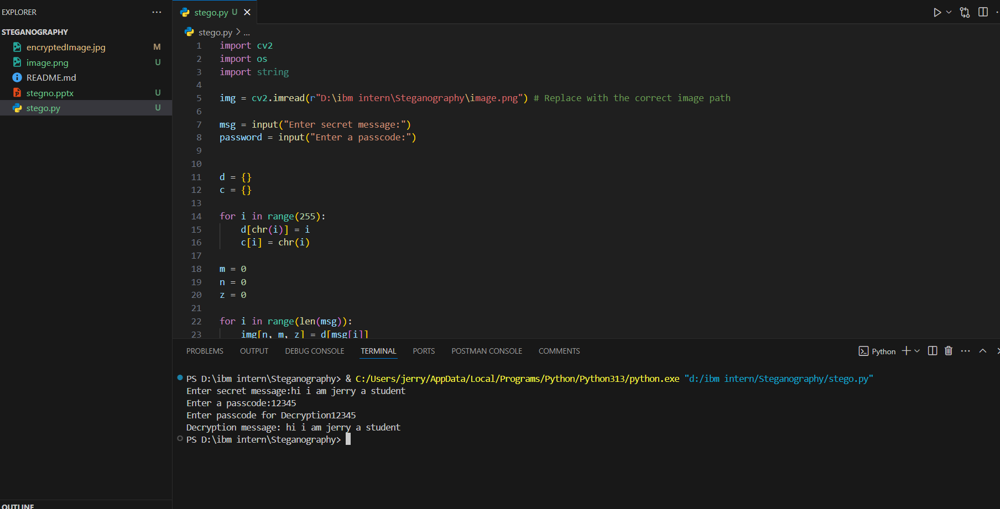 EXPLORER
STEGANOGRAPHY
encryptedImage.jpg M
image.png U
README.md
stegno.pptx U
stego.py U
OUTLINE
stego.py U
stego.py > ...
1 import cv2
2 import os
3 import string
4
5 img = cv2.imread(r"D:\ibm intern\Steganography\image.png") # Replace with the correct image path
6
7 msg = input("Enter secret message:")
8 password = input("Enter a passcode:")
9
10
11 d = {}
12 c = {}
13
14 for i in range(255):
15     d[chr(i)] = i
16     c[i] = chr(i)
17
18 m = 0
19 n = 0
20 z = 0
21
22 for i in range(len(msg)):
23     img[n, m, z] = d[msg[i]]
PROBLEMS OUTPUT DEBUG CONSOLE TERMINAL PORTS POSTMAN CONSOLE COMMENTS Python
PS D:\ibm intern\Steganography> & C:/Users/jerry/AppData/Local/Programs/Python/Python313/python.exe "d:/ibm intern/Steganography/stego.py"
Enter secret message:hi i am jerry a student
Enter a passcode:12345
Enter passcode for Decryption12345
Decryption message: hi i am jerry a student
PS D:\ibm intern\Steganography>